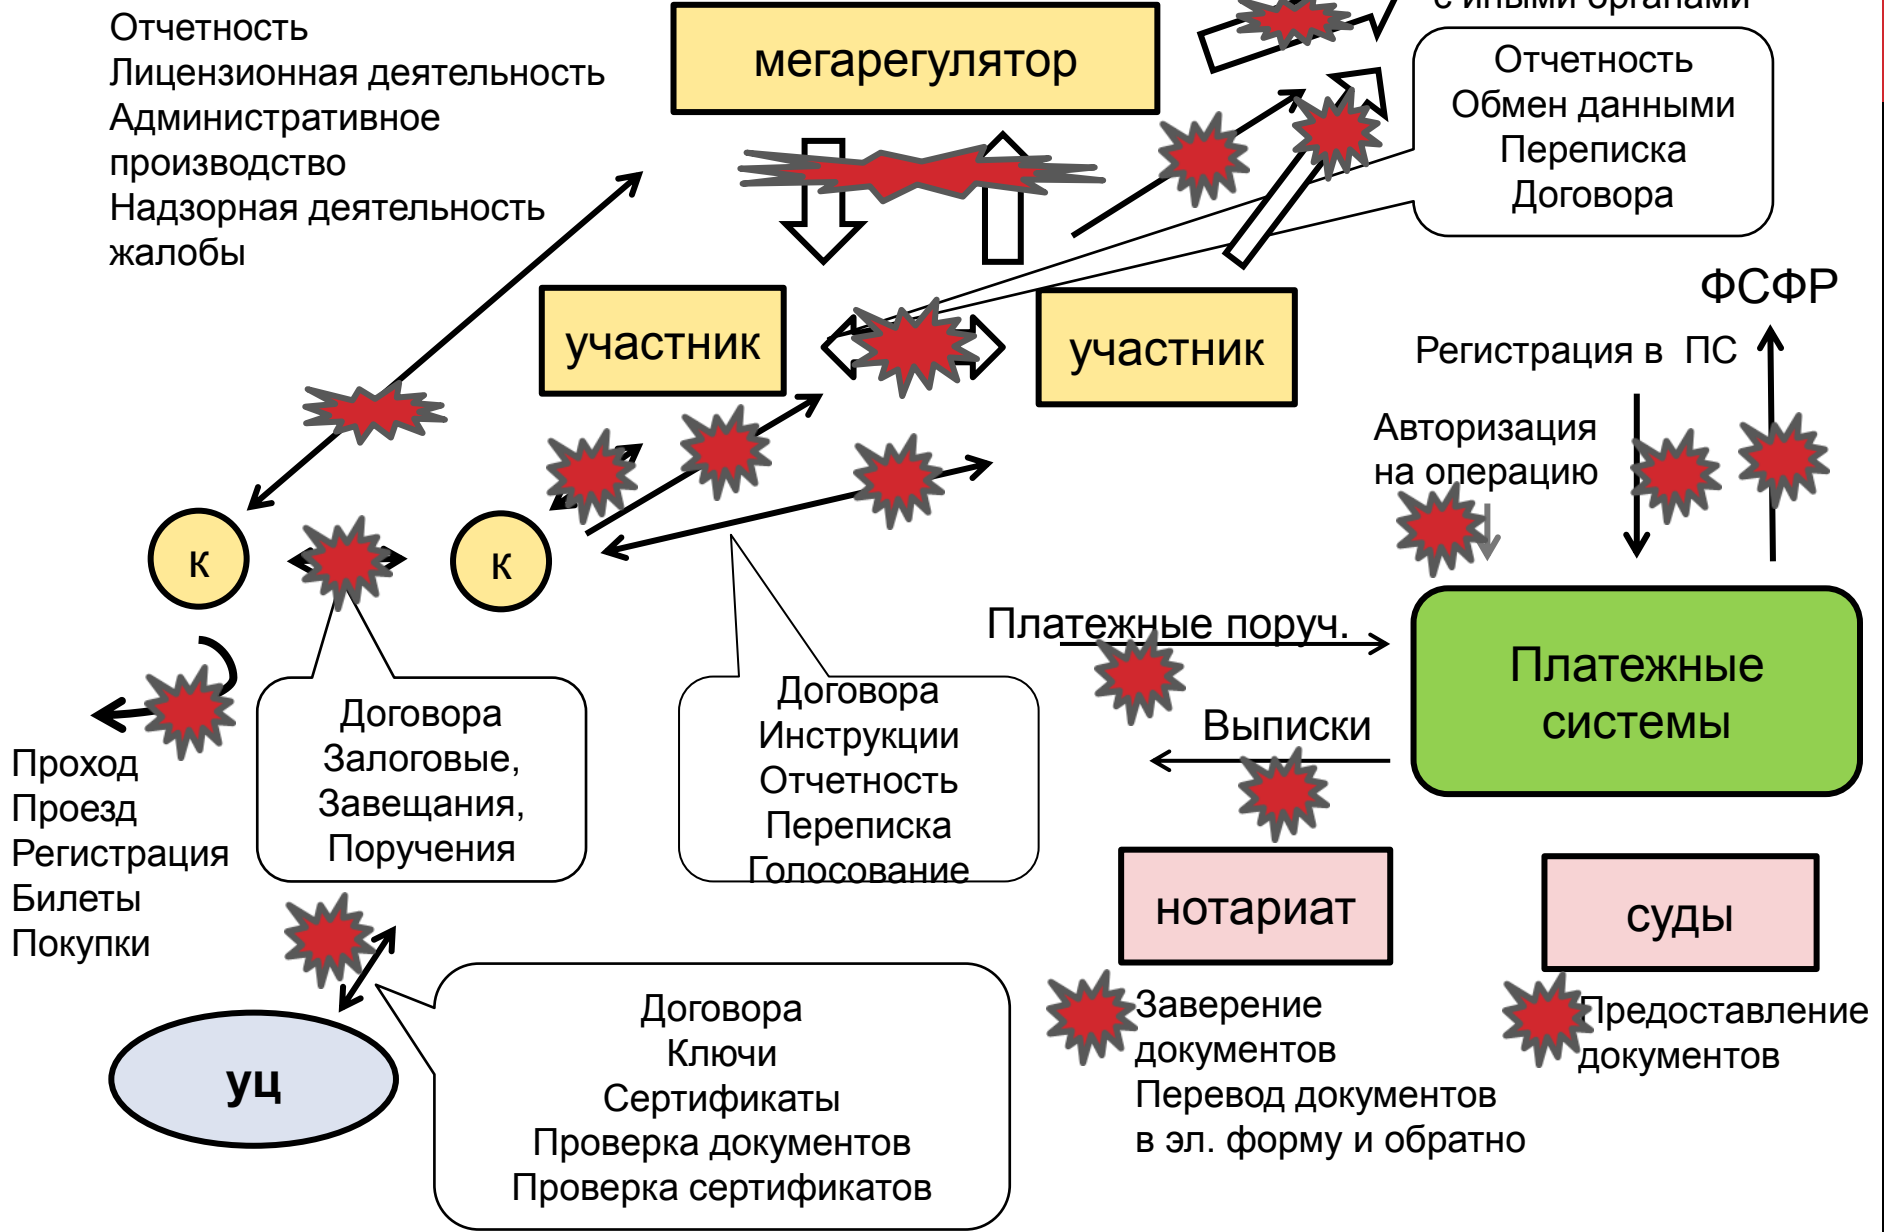 с иными органами
Отчетность
Лицензионная деятельность
Административное
производство
Надзорная деятельность
жалобы
мегарегулятор
Отчетность
Обмен данными
Переписка
Договора
участник
участник
ФСФР
Регистрация в ПС
Авторизация
на операцию
к
к
Платежные поруч.
Платежные
системы
Выписки
Проход
Проезд
Регистрация
Билеты
Покупки
Договора
Залоговые,
Завещания,
Поручения
Договора
Инструкции
Отчетность
Переписка
Голосование
нотариат
суды
Заверение
документов
Перевод документов
в эл. форму и обратно
Предоставление
документов
уц
Договора
Ключи
Сертификаты
Проверка документов
Проверка сертификатов